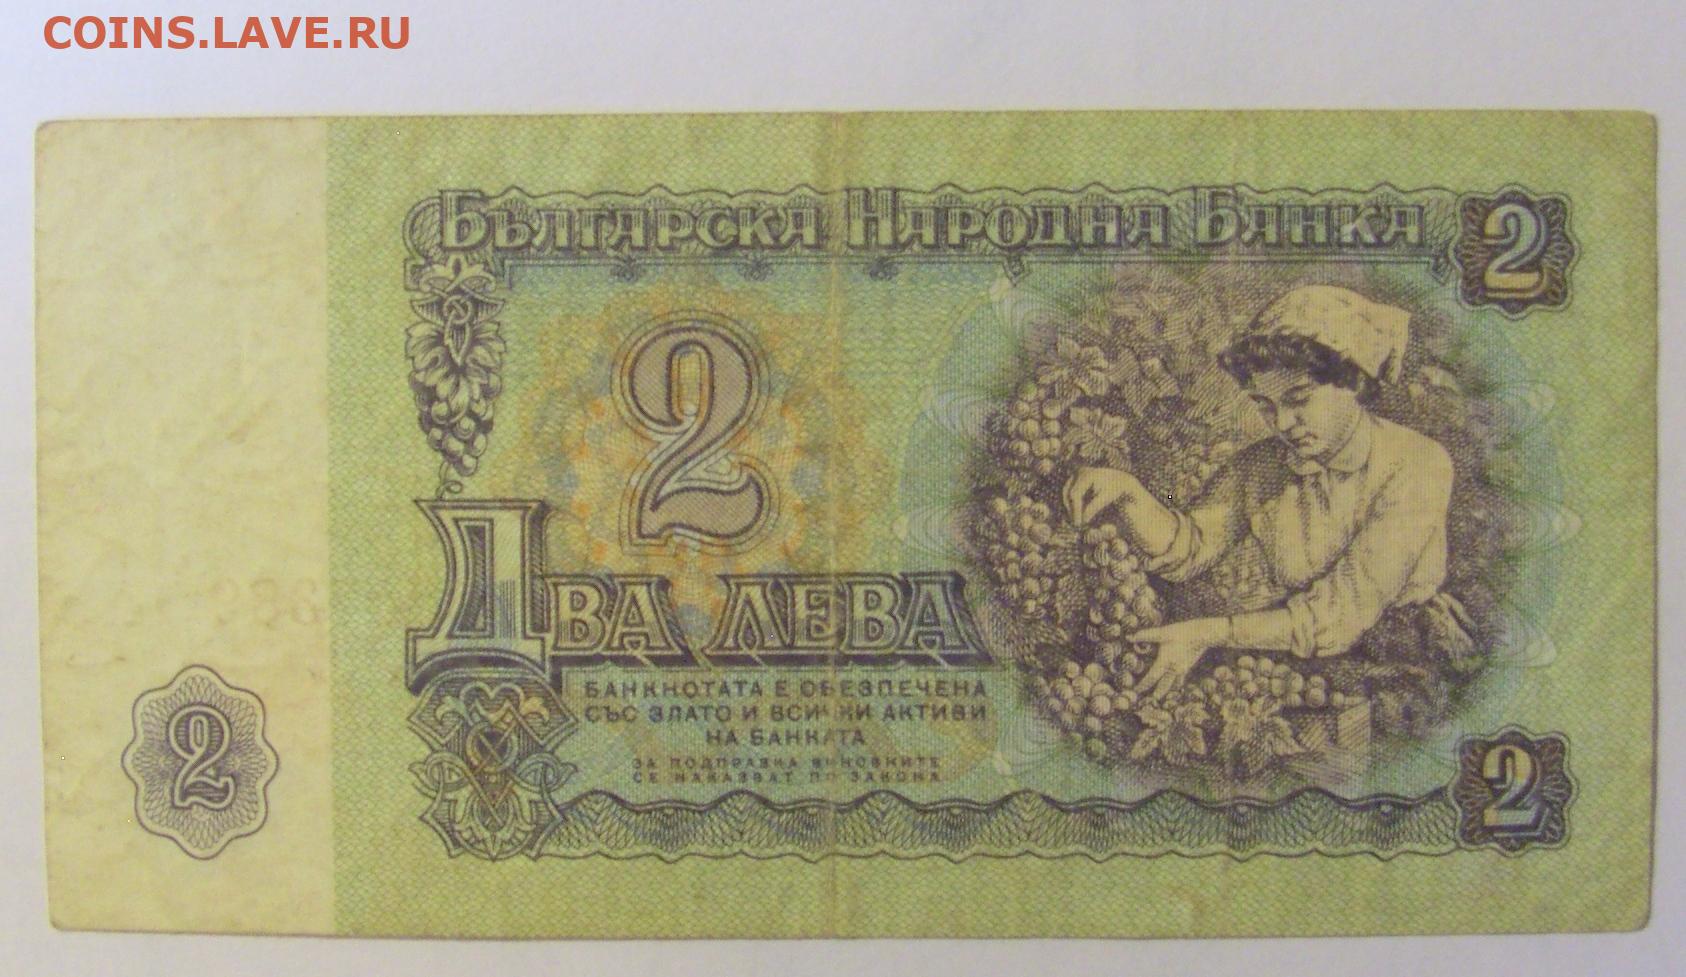 COINS.LAVE.RU
Българска Народна Банка 2
2
Два лева
БАНКНОТАТА Е ОБЕЗПЕЧЕНА
СЪС ЗЛАТО И ВСИЧКИ АКТИВИ
НА БАНКАТА
ЗА ПОДПРАВКА ВИНОВНИТЕ
СЕ НАКАЗВАТ ПО ЗАКОНА
2
2